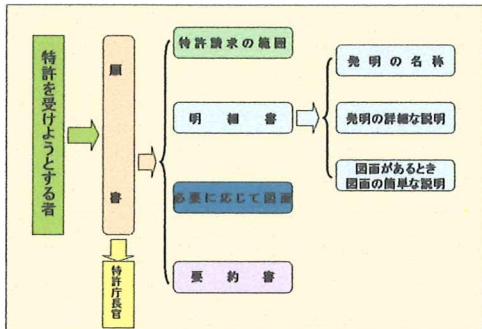 特許を受けようとする者
願書
特許庁長官
特許請求の範囲
明細書
必要に応じて図面
要約書
発明の名称
発明の詳細な説明
図面があるとき
図面の簡単な説明